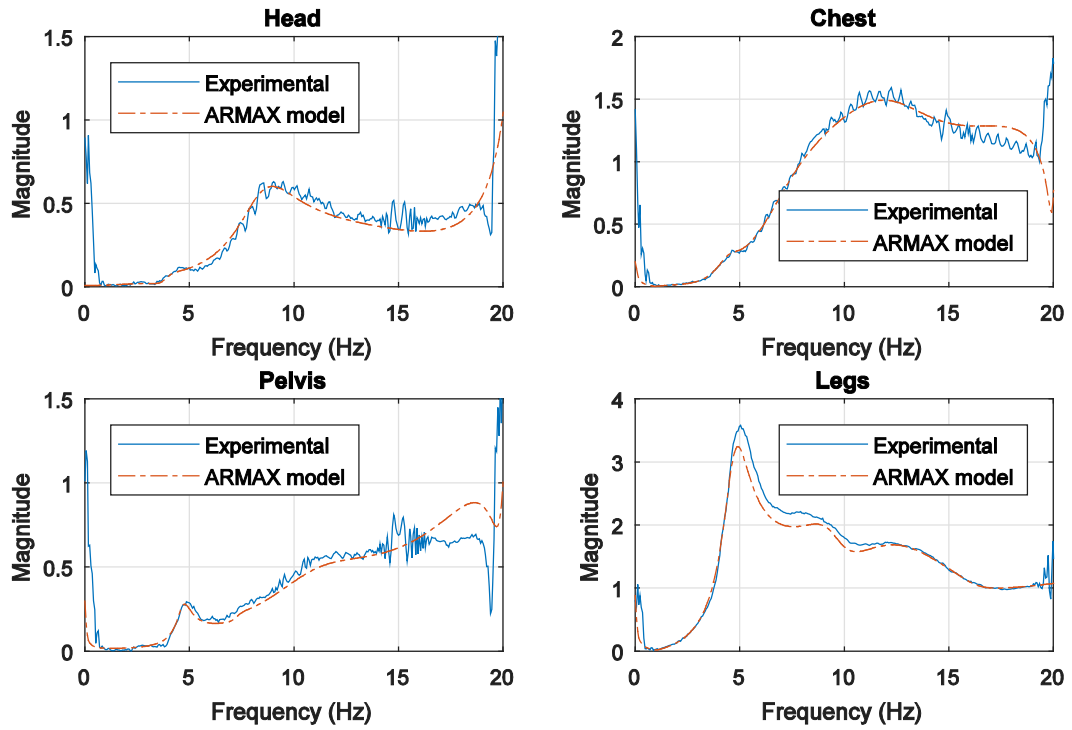 Head
Magnitude
1.5
1
0.5
0
Experimental
ARMAX model
0 5 10 15 20
Frequency (Hz)
Chest
Magnitude
2
1.5
1
0.5
0
Experimental
ARMAX model
0 5 10 15 20
Frequency (Hz)
Pelvis
Magnitude
1.5
1
0.5
0
Experimental
ARMAX model
0 5 10 15 20
Frequency (Hz)
Legs
Magnitude
4
3
2
1
0
Experimental
ARMAX model
0 5 10 15 20
Frequency (Hz)